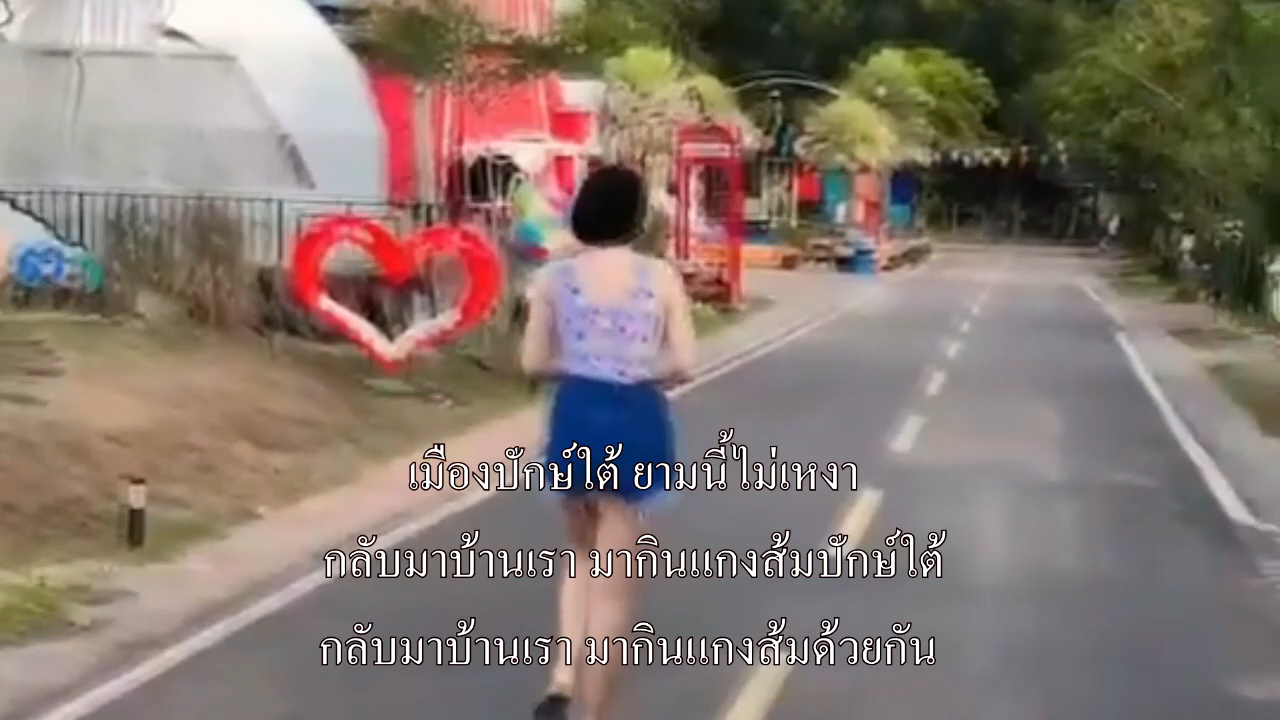 เมืองปักษ์ใต้ ยามนี้ไม่เหงา
กลับมาบ้านเรา มากินแกงส้มปักษ์ใต้
กลับมาบ้านเรา มากินแกงส้มด้วยกัน